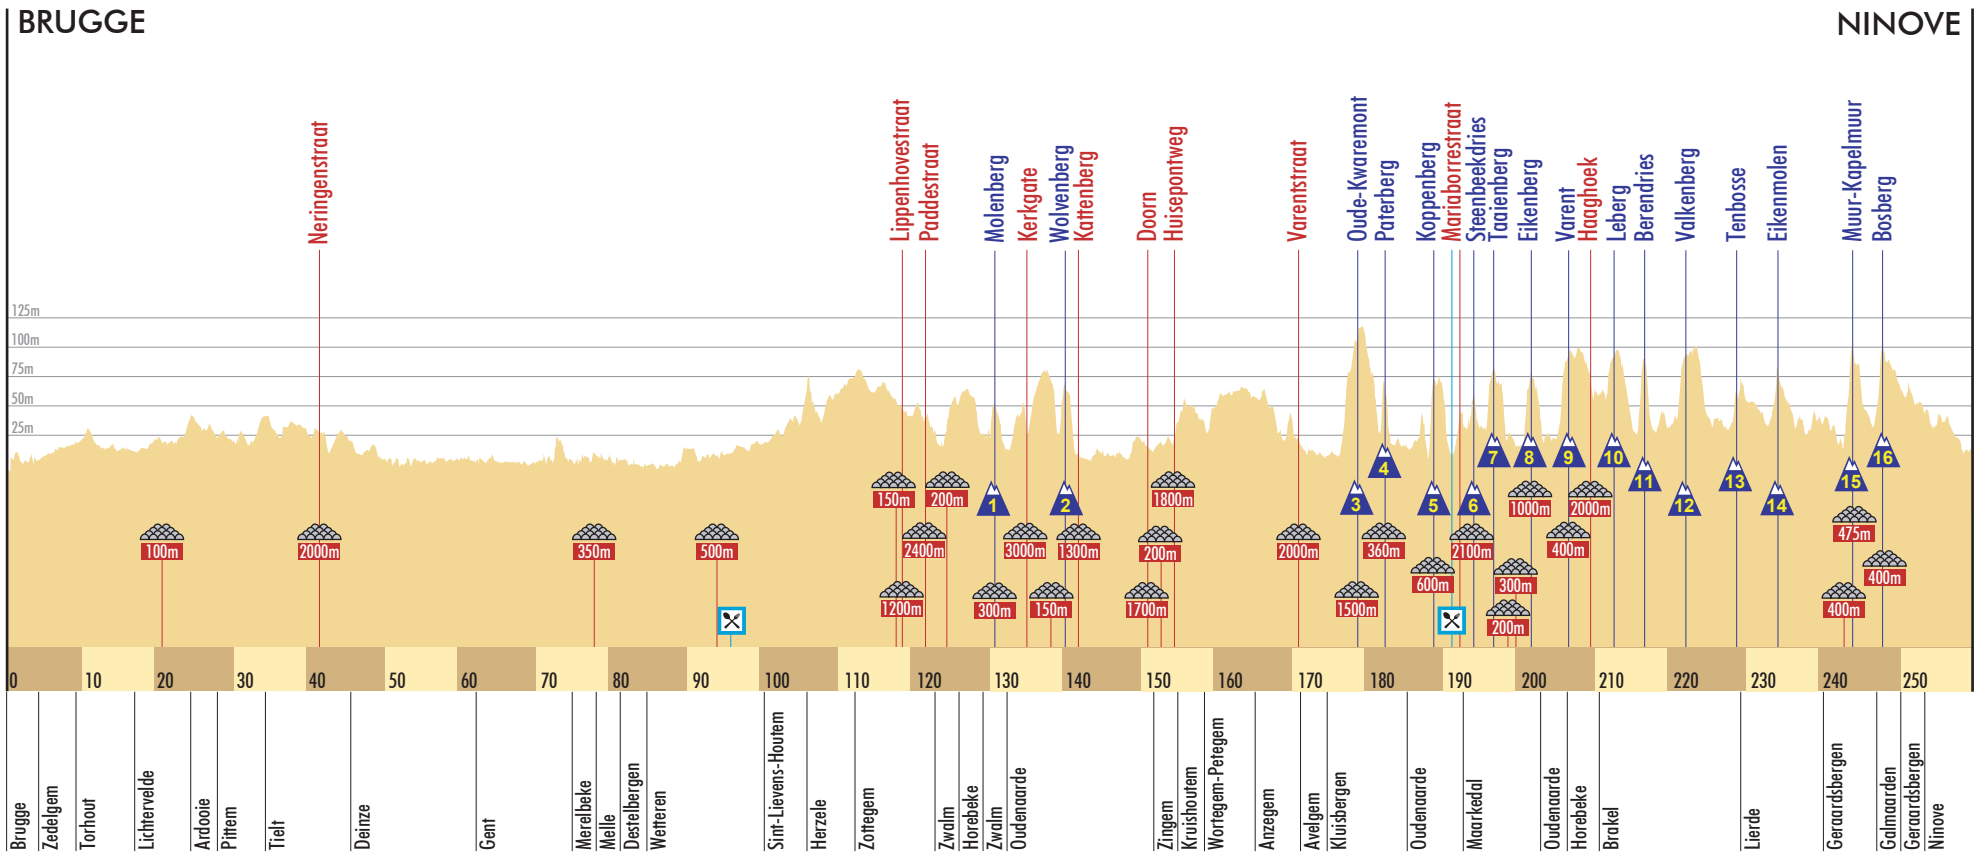 BRUGGE
NINOVE
Neringenstraat
Lippenhovestraat
Paddestraat
Molenberg
Kerkgate
Wolvenberg
Kattenberg
Doorn
Huisepontweg
Varentstraat
Oude-Kwaremont
Paterberg
Koppenberg
Mariaborrestraat
Steenbeekdries
Taaienberg
Eikenberg
Varent
Haaghoek
Leberg
Berendries
Valkenberg
Tenbosse
Eikenmolen
Muur-Kapelmuur
Bosberg
125m
100m
75m
50m
25m
100m
2000m
350m
500m
150m
1200m
2400m
200m
1
300m
3000m
150m
2
1300m
1700m
200m
1800m
2000m
3
1500m
4
360m
5
600m
6
2100m
7
200m
300m
8
1000m
9
400m
2000m
10
11
12
13
14
15
475m
400m
16
400m
0 10 20 30 40 50 60 70 80 90 100 110 120 130 140 150 160 170 180 190 200 210 220 230 240 250
Brugge
Zedelgem
Torhout
Lichtervelde
Ardooie
Pittem
Tielt
Deinze
Gent
Merelbeke
Melle
Destelbergen
Wetteren
Sint-Lievens-Houtem
Herzele
Zottegem
Zwalm
Horebeke
Zwalm
Oudenaarde
Zingem
Kruishoutem
Wortegem-Petegem
Anzegem
Avelgem
Kluisbergen
Oudenaarde
Maarkedal
Oudenaarde
Horebeke
Brakel
Lierde
Geraardsbergen
Galmaarden
Geraardsbergen
Ninove